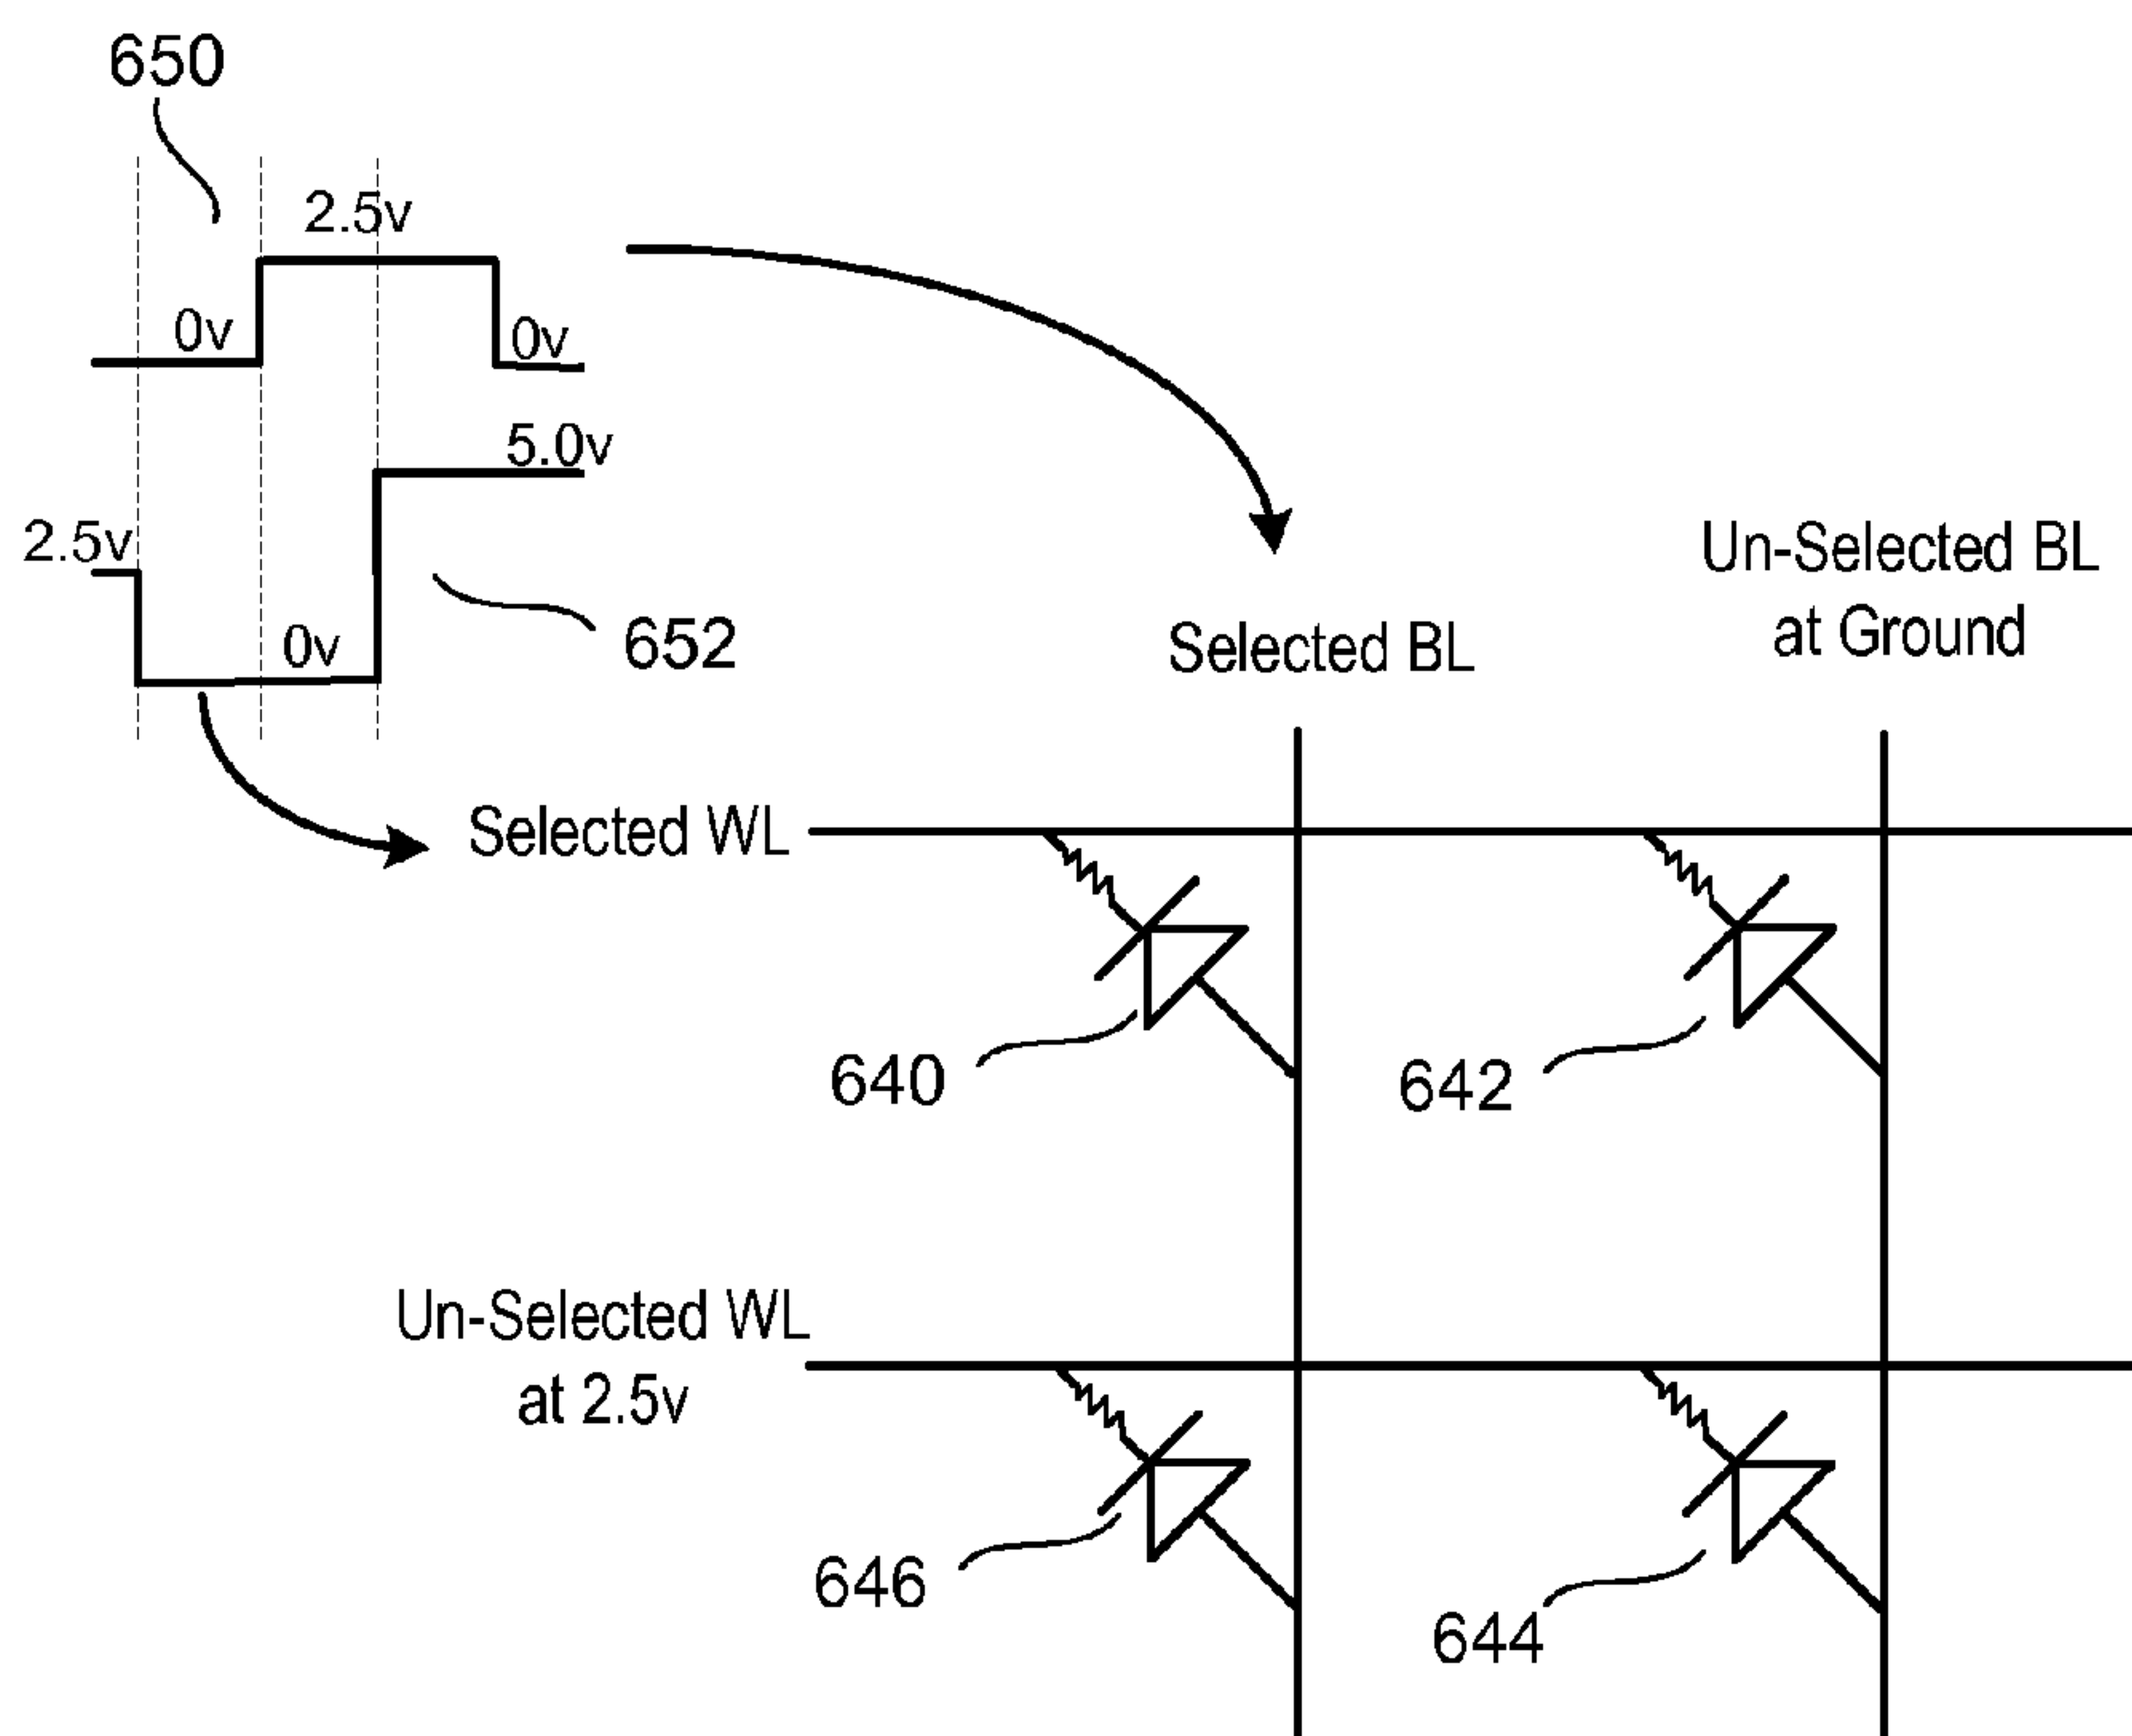 650
2.5v
0v
0v
5.0v
2.5v
0v
652
Selected BL
Un-Selected BL
at Ground
Selected WL
640
642
Un-Selected WL
at 2.5v
646
644